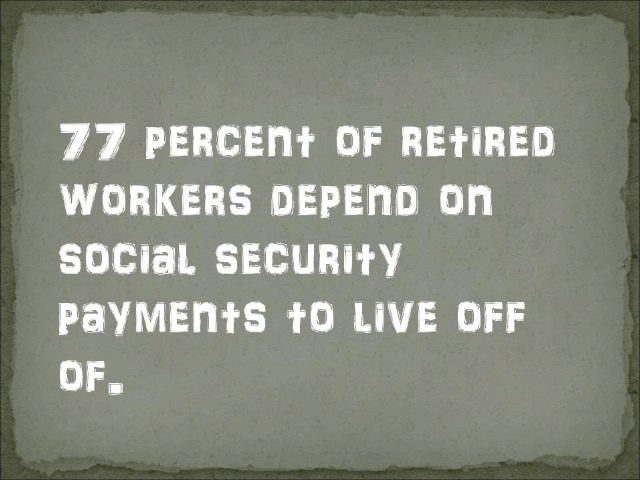 77 percent of retired
workers depend on
social security
payments to live off
of.